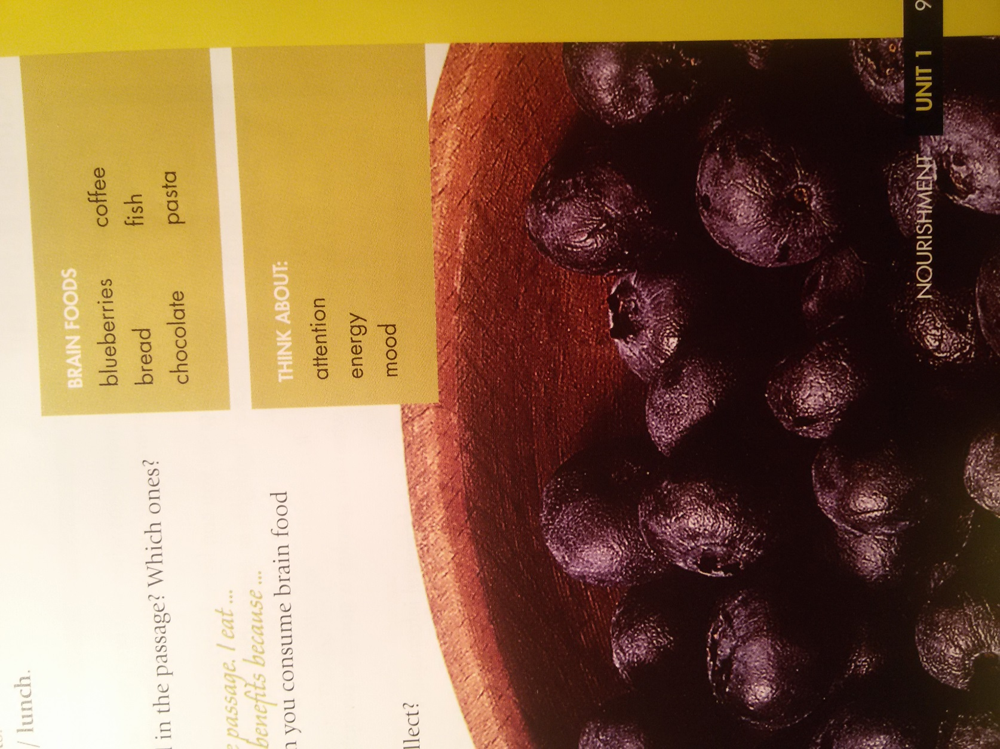 / lunch.
in the passage? Which ones?
passage. I eat ...
benefits because ...
you consume brain food
BRAIN FOODS
blueberries coffee
bread fish
chocolate pasta
THINK ABOUT:
attention
energy
mood
NOURISHMENT UNIT 1 9